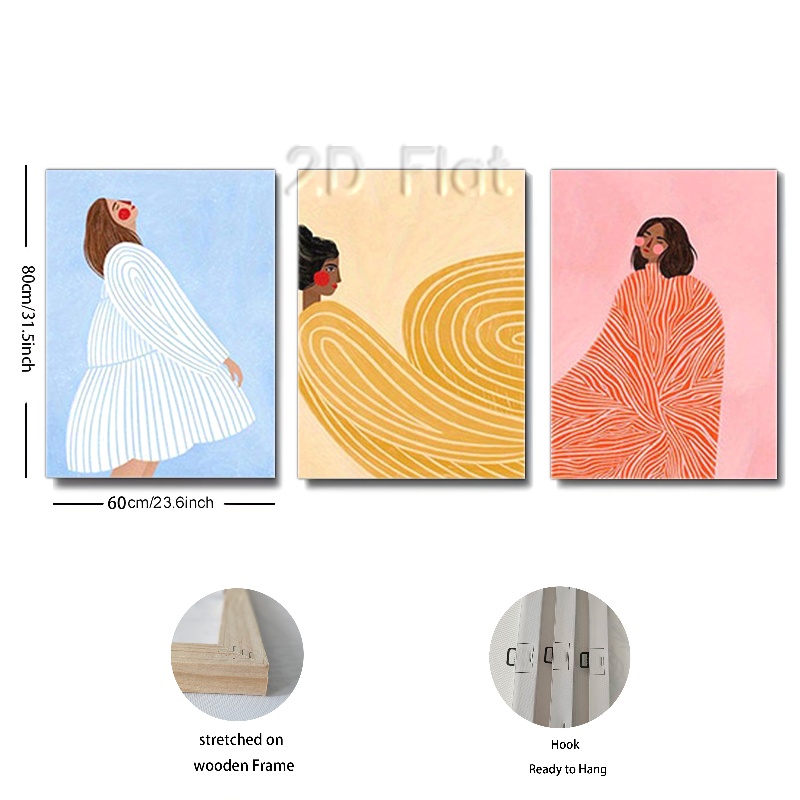 2D Flat
80cm/31.5inch
60cm/23.6inch
stretched on
wooden Frame
Hook
Ready to Hang